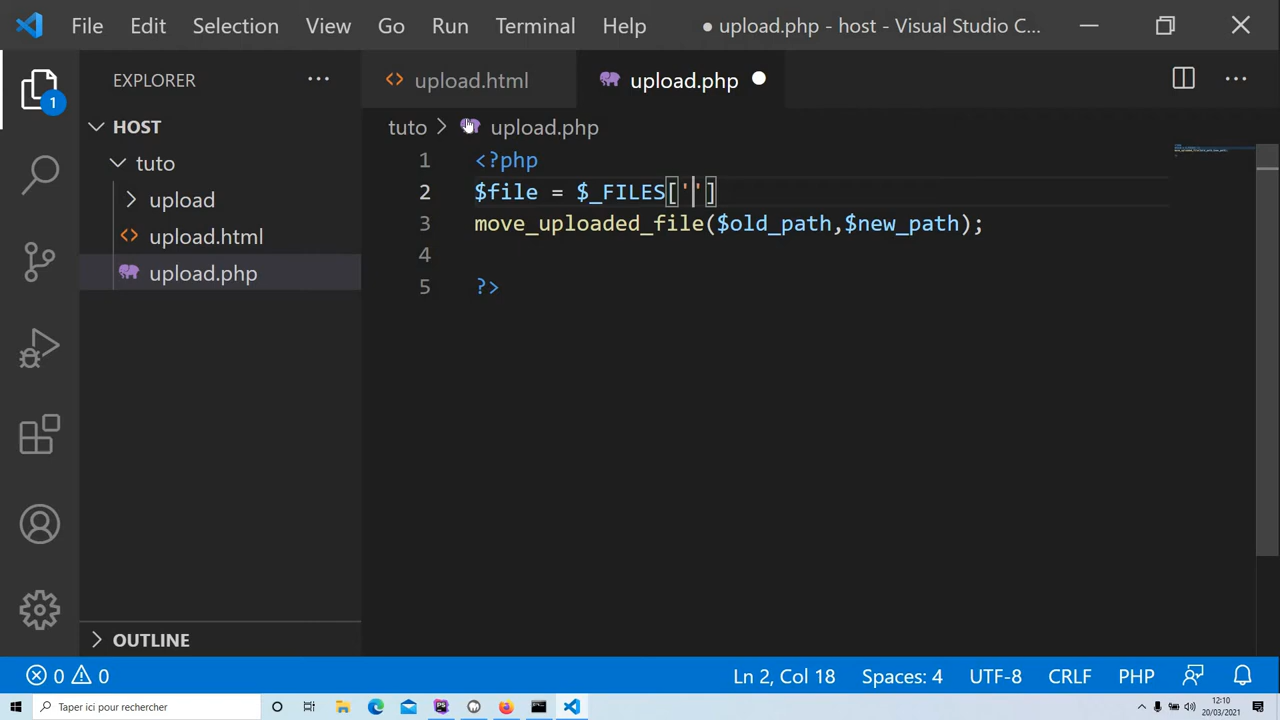 File Edit Selection View Go Run Terminal Help ● upload.php - host - Visual Studio C...
EXPLORER
upload.html
upload.php
HOST
tuto > upload.php
tuto
upload
upload.html
upload.php
1 <?php
2 $file = $_FILES['']
3 move_uploaded_file($old_path,$new_path);
4
5 ?>
OUTLINE
0 0 Ln 2, Col 18 Spaces: 4 UTF-8 CRLF PHP
1
Taper ici pour rechercher
PS
12:10
20/03/2021